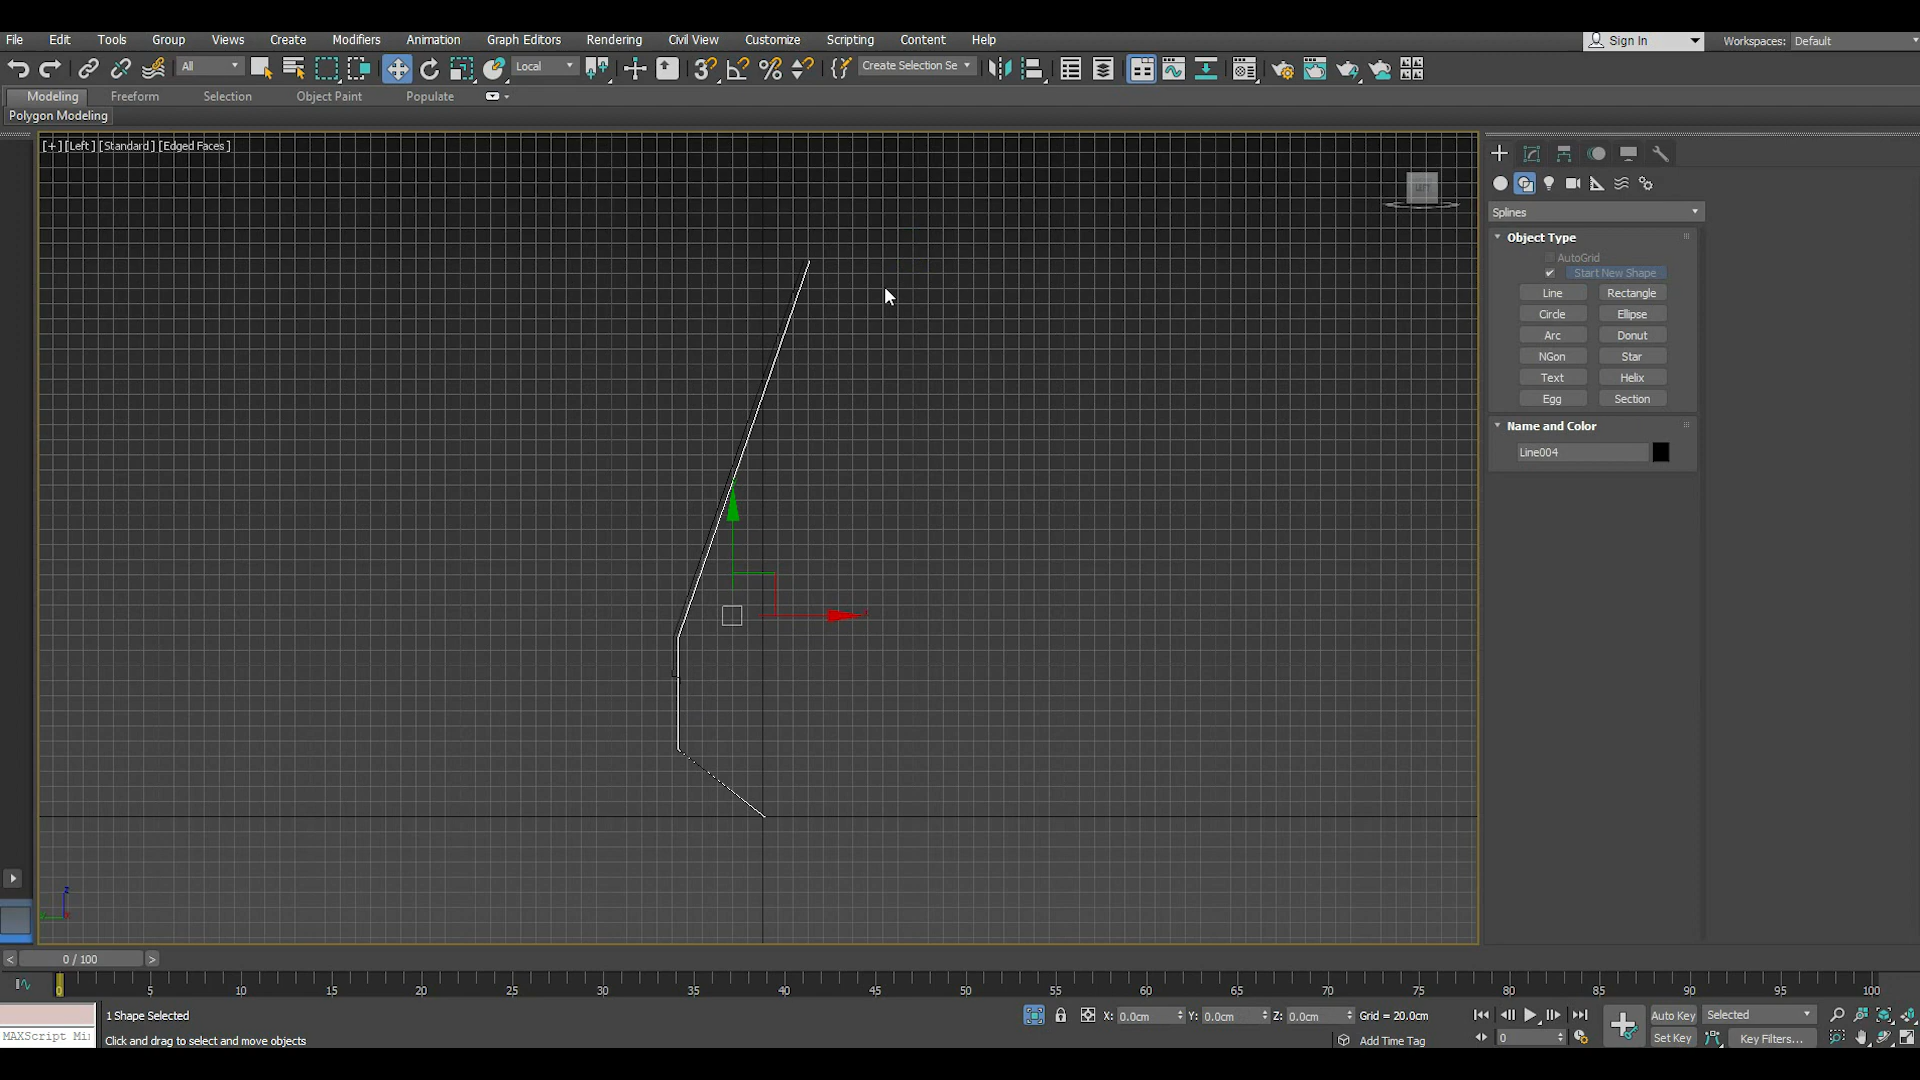 File Edit Tools Group Views Create Modifiers Animation Graph Editors Rendering Civil View Customize Scripting Content Help Sign In Workspaces: Default
All Local Create Selection Se
Modeling Freeform Selection Object Paint Populate
Polygon Modeling
[+] [Left] [Standard] [Edged Faces]
Splines
Object Type
AutoGrid
Start New Shape
Line Rectangle
Circle Ellipse
Arc Donut
NGon Star
Text Helix
Egg Section
Name and Color
Line004
< 0 / 100 >
0 5 10 15 20 25 30 35 40 45 50 55 60 65 70 75 80 85 90 95 100
1 Shape Selected X: 0.0cm Y: 0.0cm Z: 0.0cm Grid = 20.0cm Auto Key Selected
MAXScript Mi Click and drag to select and move objects Add Time Tag 0 Set Key Key Filters...